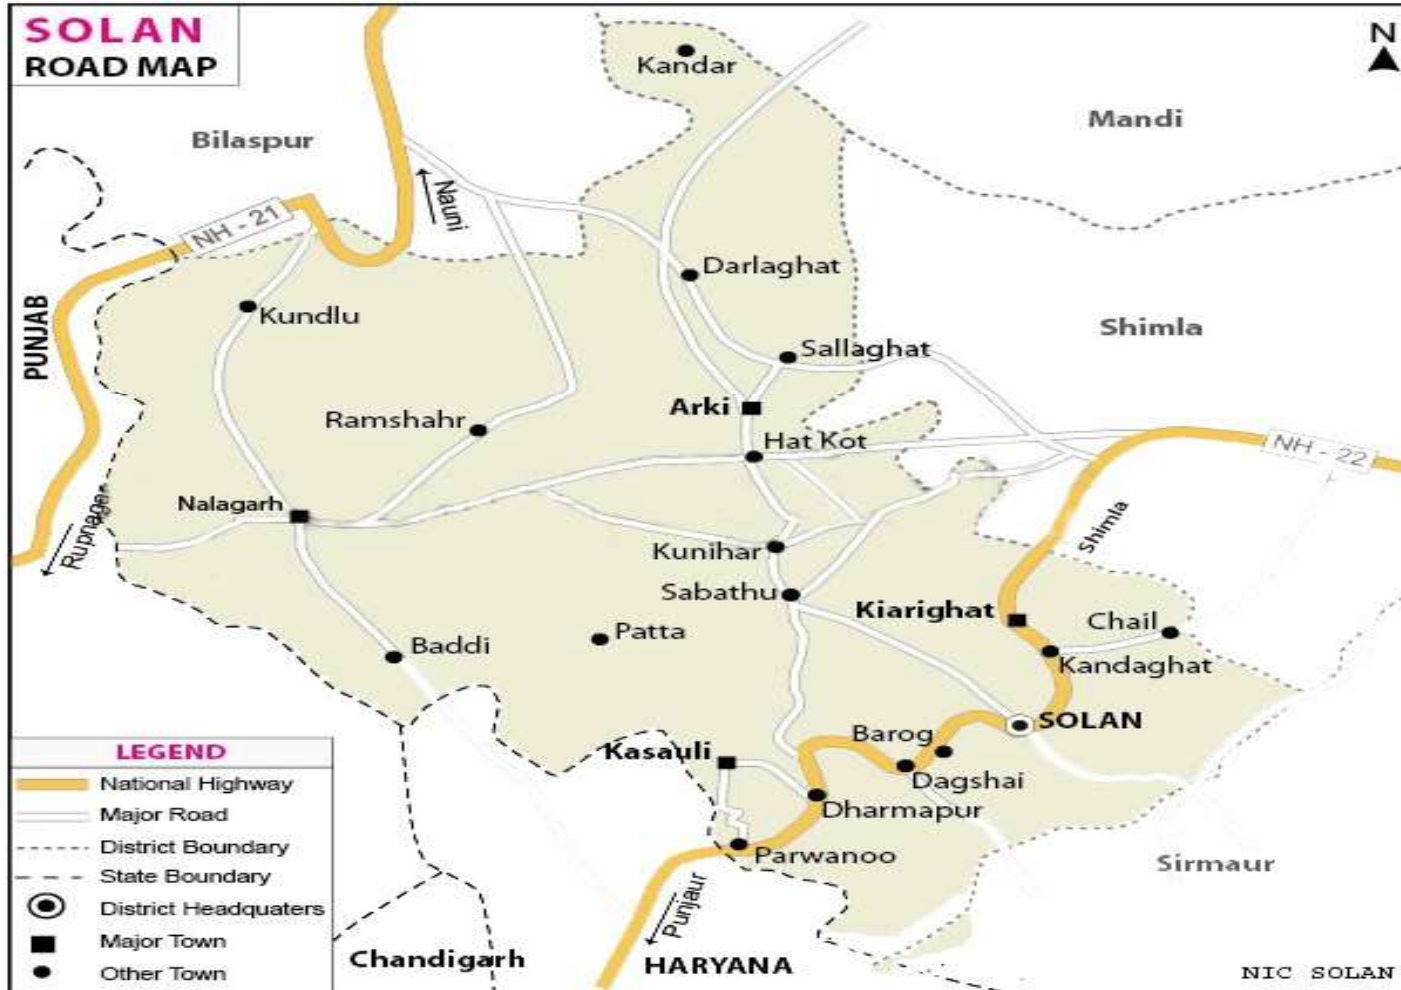 SOLAN
ROAD MAP
N
Kandar
Mandi
Bilaspur
Nauni
NH - 21
Darlaghat
PUNJAB
Kundlu
Shimla
Sallaghat
Arki
Ramshahr
Hat Kot
NH - 22
Nalagarh
Rupnagar
Shimla
Kunihar
Sabathu
Kiarighat
Chail
Patta
Baddi
Kandaghat
SOLAN
Barog
Kasauli
Dagshai
Dharmapur
Parwanoo
Sirmaur
Punjaur
Chandigarh
HARYANA
LEGEND
National Highway
Major Road
District Boundary
State Boundary
District Headquaters
Major Town
Other Town
NIC SOLAN